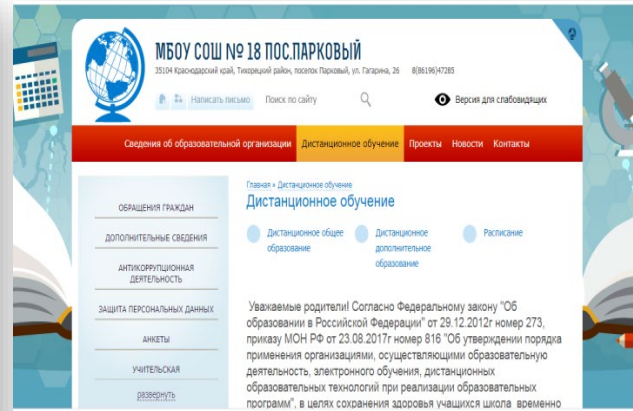 МБОУ СОШ № 18 ПОС.ПАРКОВЫЙ
35104 Краснодарский край, Тихорецкий район, поселок Парковый, ул. Гагарина, 26 8(86196)47285
Написать письмо Поиск по сайту Версия для слабовидящих
Сведения об образовательной организации Дистанционное обучение Проекты Новости Контакты
ОБРАЩЕНИЯ ГРАЖДАН
ДОПОЛНИТЕЛЬНЫЕ СВЕДЕНИЯ
АНТИКОРРУПЦИОННАЯ
ДЕЯТЕЛЬНОСТЬ
ЗАЩИТА ПЕРСОНАЛЬНЫХ ДАННЫХ
АНКЕТЫ
УЧИТЕЛЬСКАЯ
развернуть
Главная » Дистанционное обучение
Дистанционное обучение
Дистанционное общее
образование
Дистанционное
дополнительное
образование
Расписание
Уважаемые родители! Согласно Федеральному закону "Об
образовании в Российской Федерации" от 29.12.2012г номер 273,
приказу МОН РФ от 23.08.2017г номер 816 "Об утверждении порядка
применения организациями, осуществляющими образовательную
деятельность, электронного обучения, дистанционных
образовательных технологий при реализации образовательных
программ", в целях сохранения здоровья учащихся школа временно